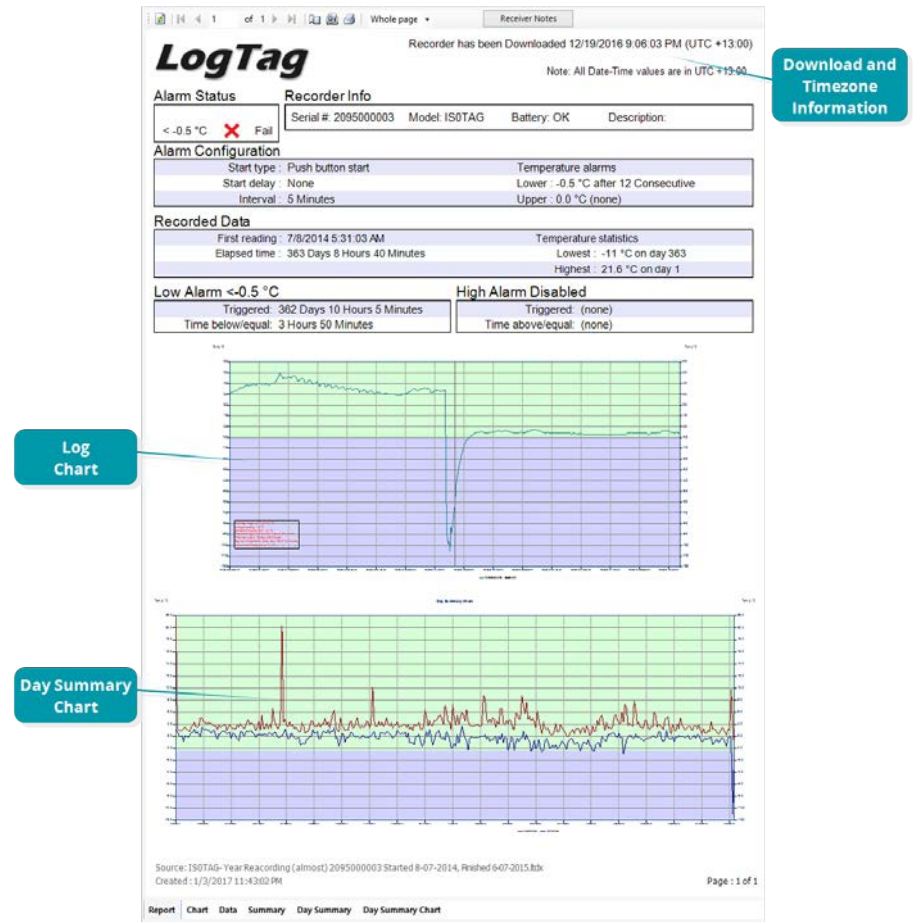 1 of 1 Whole page Receiver Notes
LogTag
Recorder has been Downloaded 12/19/2016 9:06:03 PM (UTC +13:00)
Note: All Date-Time values are in UTC +13:00
Download and
Timezone
Information
Alarm Status
< -0.5 °C Fail
Recorder Info
Serial #: 2095000003 Model: ISOTAG Battery: OK Description:
Alarm Configuration
Start type : Push button start Temperature alarms
Start delay : None Lower : -0.5 °C after 12 Consecutive
Interval : 5 Minutes Upper : 0.0 °C (none)
Recorded Data
First reading : 7/8/2014 5:31:03 AM Temperature statistics
Elapsed time : 363 Days 8 Hours 40 Minutes Lowest : -11 °C on day 363
Highest : 21.6 °C on day 1
Low Alarm <-0.5 °C
Triggered: 362 Days 10 Hours 5 Minutes
Time below/equal: 3 Hours 50 Minutes
High Alarm Disabled
Triggered: (none)
Time above/equal: (none)
Log
Chart
Day Summary Chart
Day Summary
Chart
Source: ISOTAG- Year Reacording (almost) 2095000003 Started 8-07-2014, Finished 6-07-2015.ltdx
Created : 1/3/2017 11:43:02 PM
Page : 1 of 1
Report Chart Data Summary Day Summary Day Summary Chart